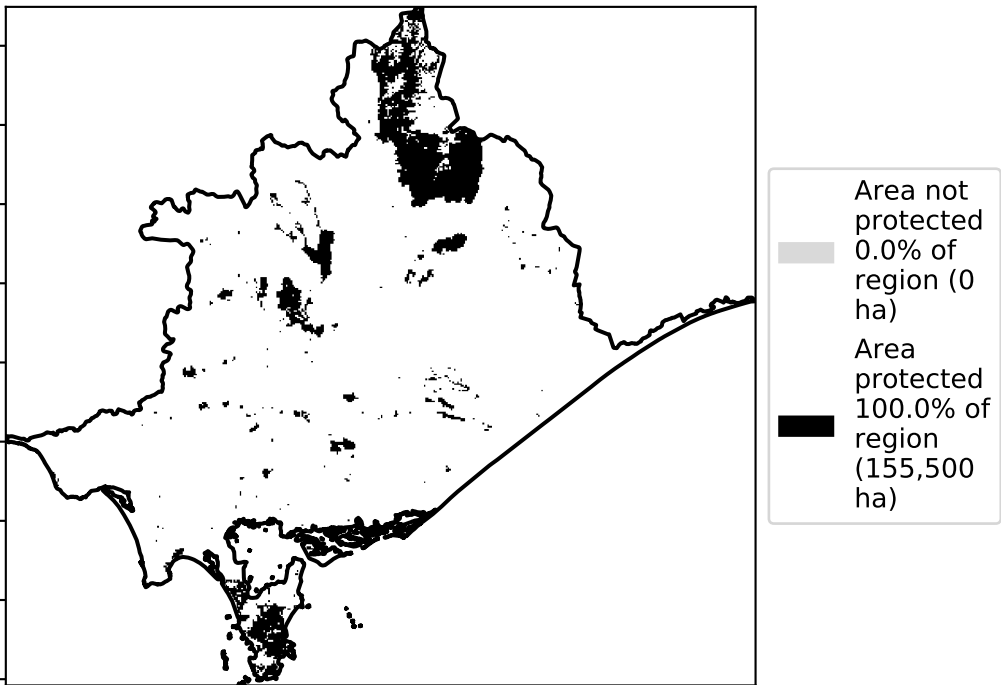 Area not
protected
0.0% of
region (0
ha)
Area
protected
100.0% of
region
(155,500
ha)